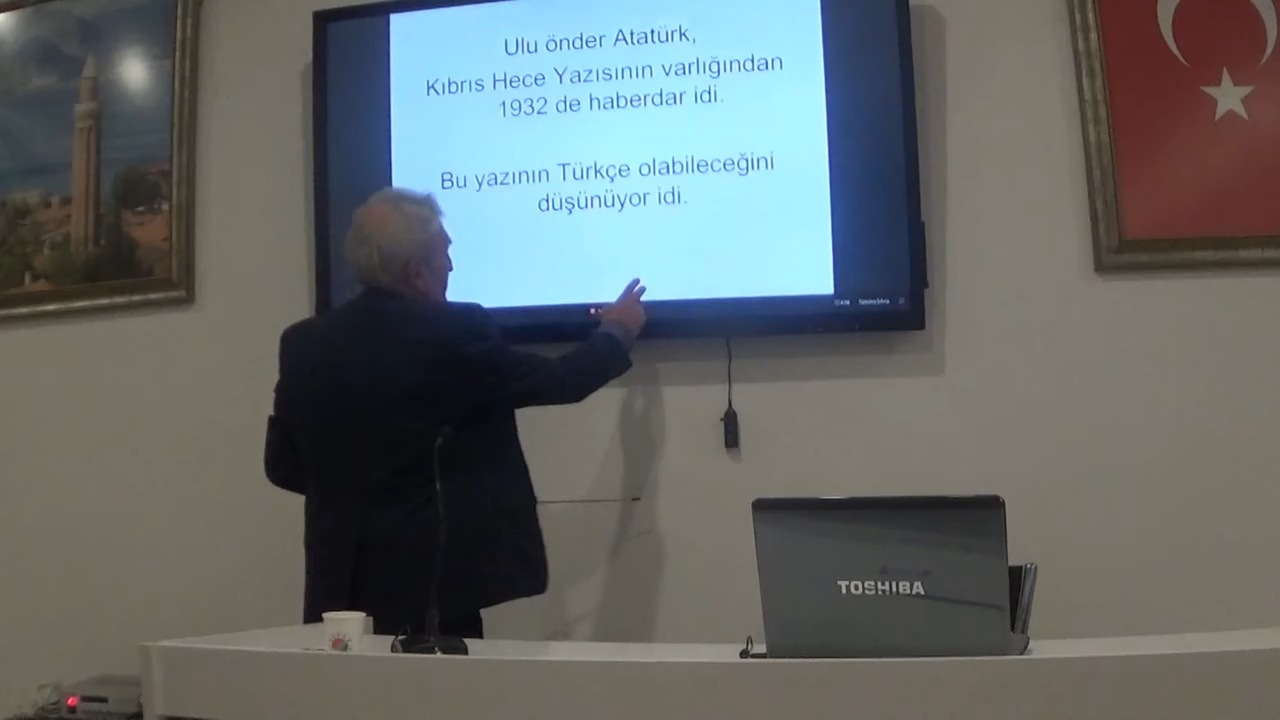 Ulu önder Atatürk,
Kıbrıs Hece Yazısının varlığından
1932 de haberdar idi.
Bu yazının Türkçe olabileceğini
düşünüyor idi.
TOSHIBA